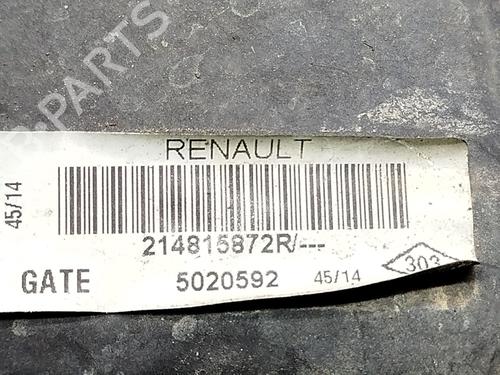 B-PARTS
45/14
RENAULT
214815872R/---
GATE 5020592 45/14 303